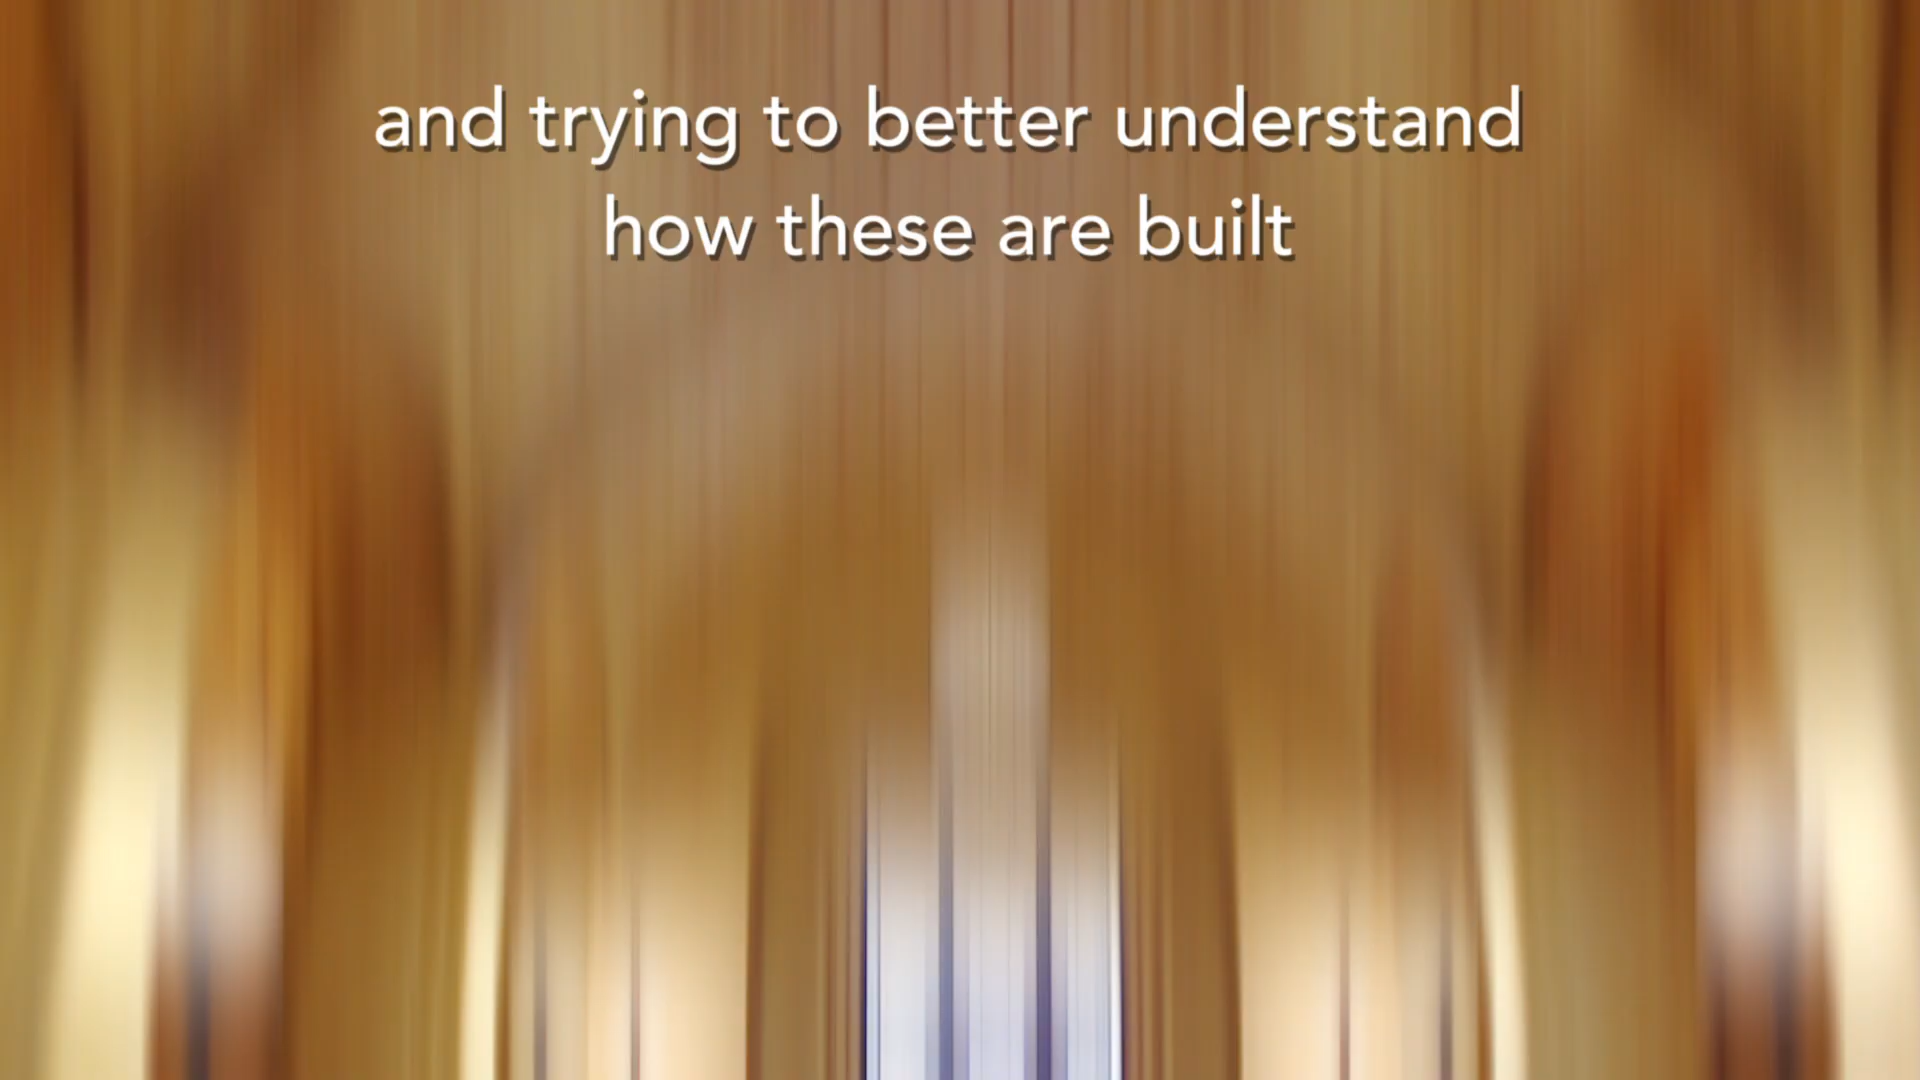 and trying to better understand
how these are built